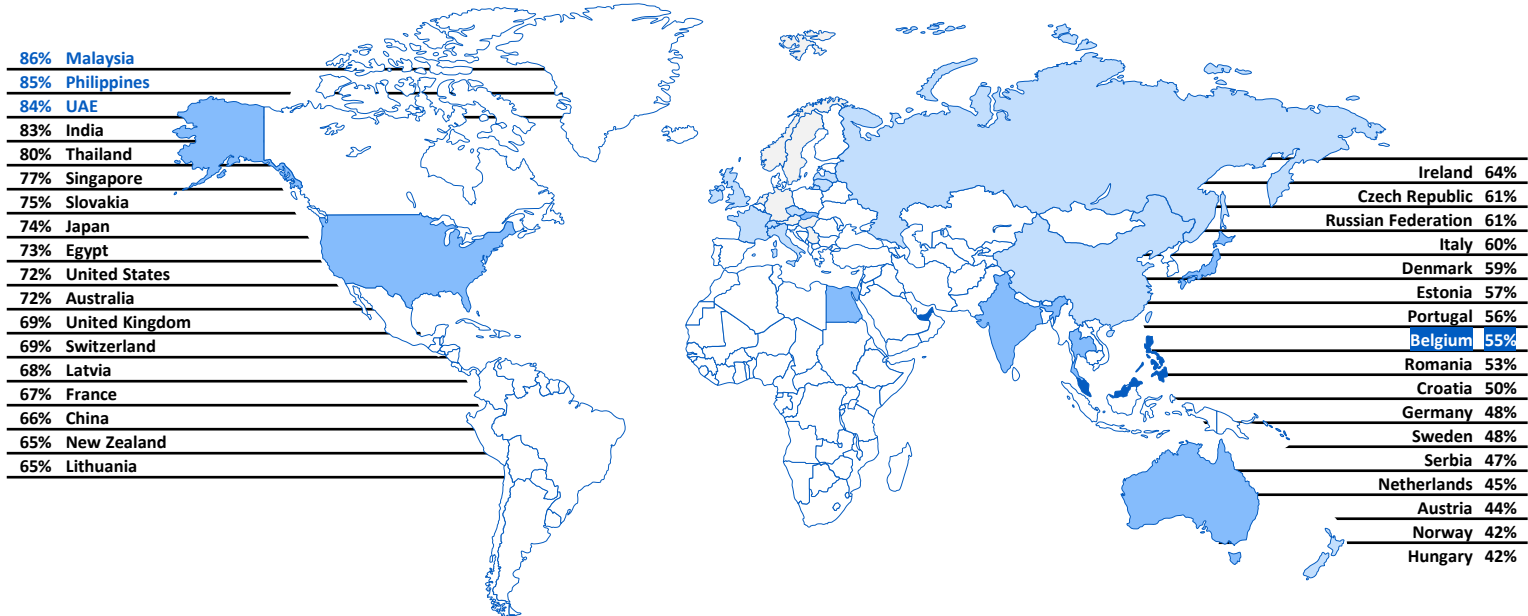 86% Malaysia
85% Philippines
84% UAE
83% India
80% Thailand
77% Singapore
75% Slovakia
74% Japan
73% Egypt
72% United States
72% Australia
69% United Kingdom
69% Switzerland
68% Latvia
67% France
66% China
65% New Zealand
65% Lithuania
Ireland 64%
Czech Republic 61%
Russian Federation 61%
Italy 60%
Denmark 59%
Estonia 57%
Portugal 56%
Belgium 55%
Romania 53%
Croatia 50%
Germany 48%
Sweden 48%
Serbia 47%
Netherlands 45%
Austria 44%
Norway 42%
Hungary 42%